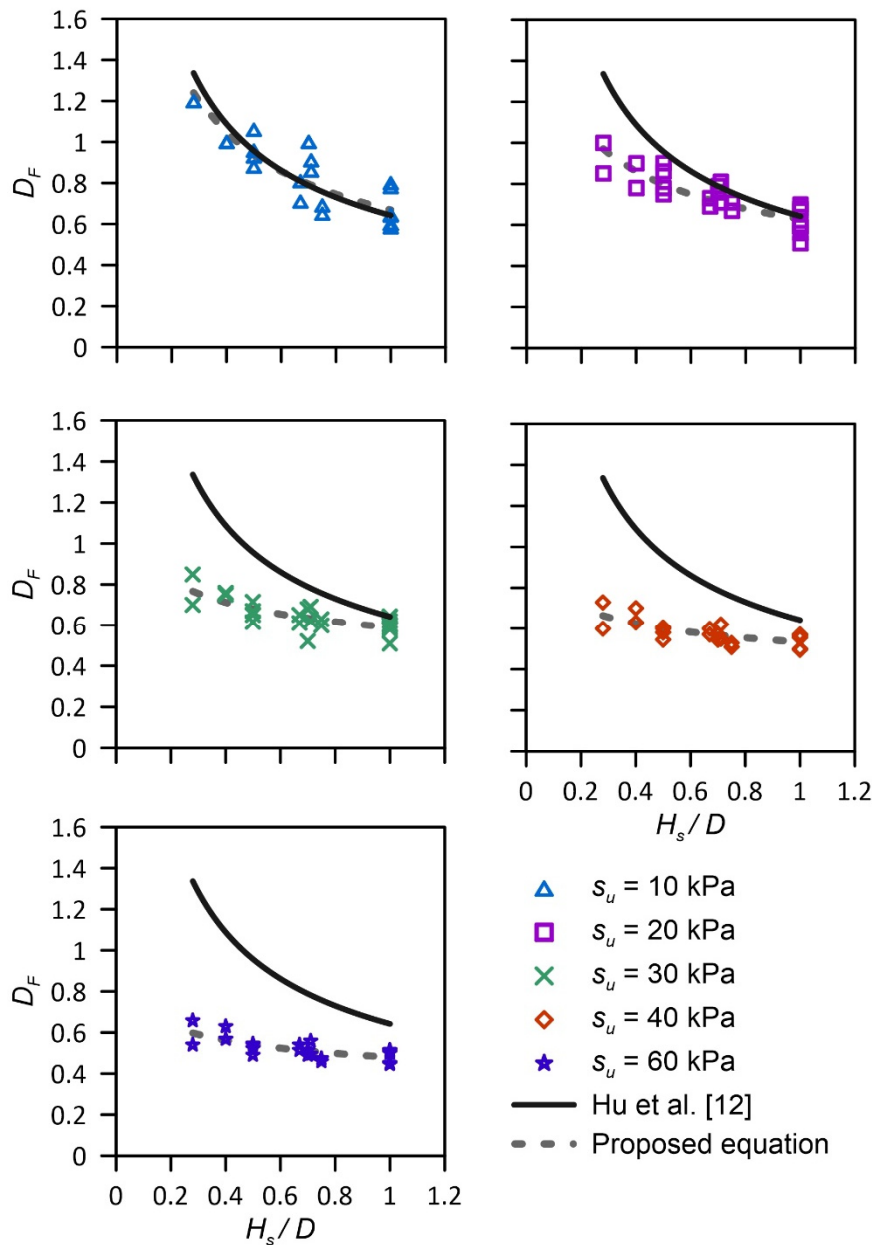 1.6
1.4
1.2
1
0.8
0.6
0.4
0.2
0
D_F
1.6
1.4
1.2
1
0.8
0.6
0.4
0.2
0
D_F
0 0.2 0.4 0.6 0.8 1 1.2
H_s / D
1.6
1.4
1.2
1
0.8
0.6
0.4
0.2
0
D_F
0 0.2 0.4 0.6 0.8 1 1.2
H_s / D
s_u = 10 kPa
s_u = 20 kPa
s_u = 30 kPa
s_u = 40 kPa
s_u = 60 kPa
Hu et al. [12]
Proposed equation